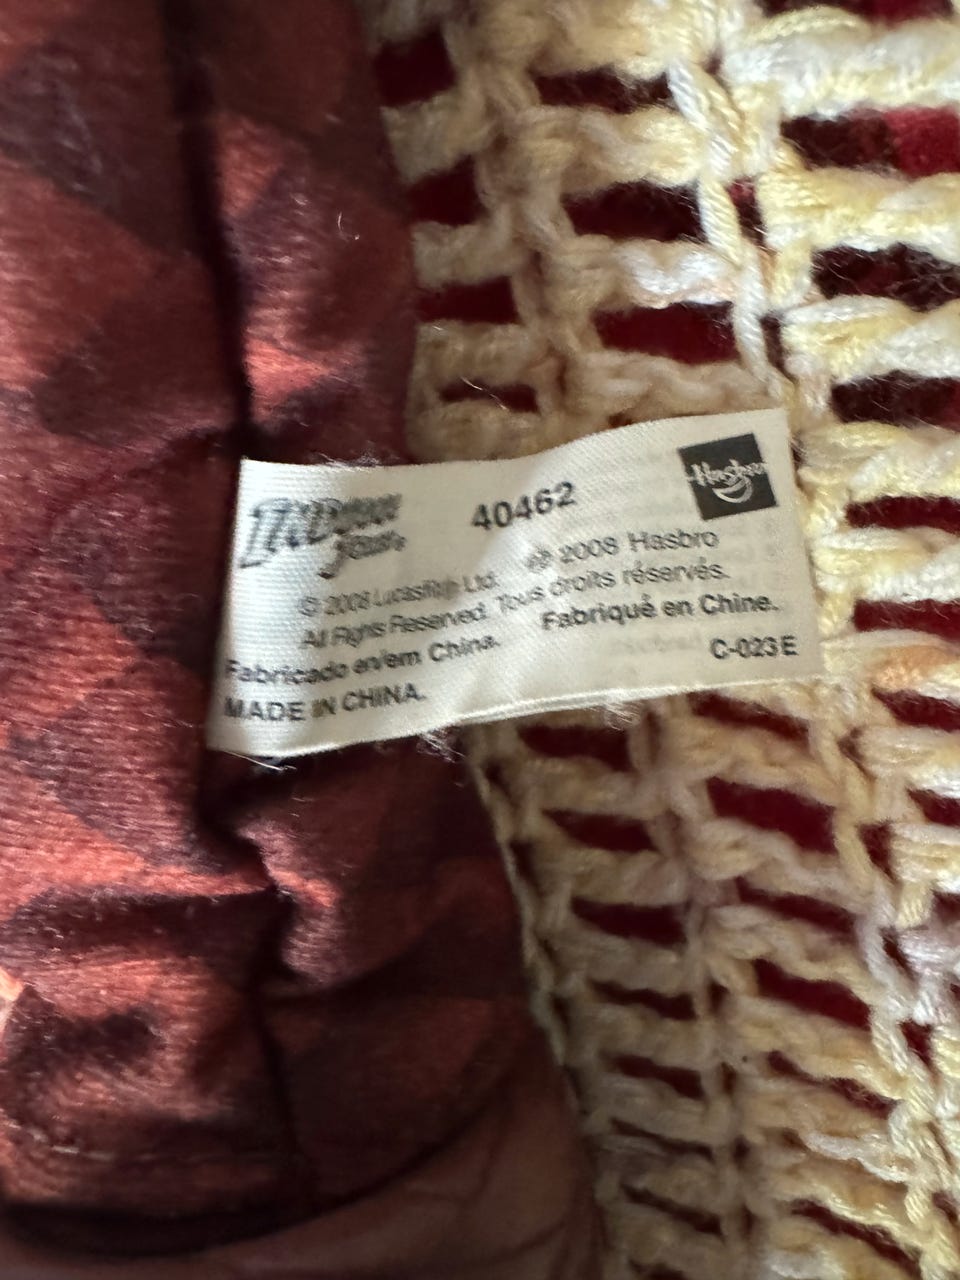 INDIANA JONES
40462
Hasbro
© 2008 Lucasfilm Ltd. ® 2008 Hasbro
All Rights Reserved. Tous droits réservés.
Fabricado en/em China. Fabriqué en Chine.
MADE IN CHINA. C-023E